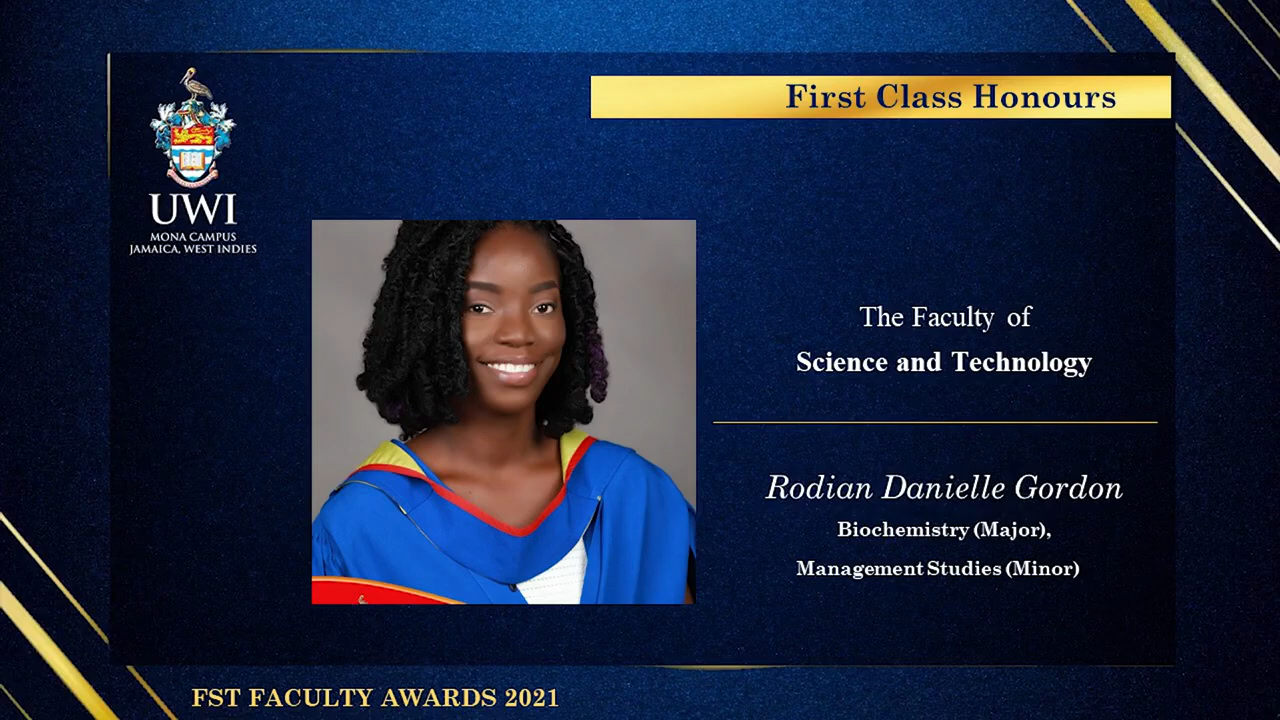 First Class Honours
UWI
MONA CAMPUS
JAMAICA, WEST INDIES
The Faculty of
Science and Technology
Rodian Danielle Gordon
Biochemistry (Major),
Management Studies (Minor)
FST FACULTY AWARDS 2021